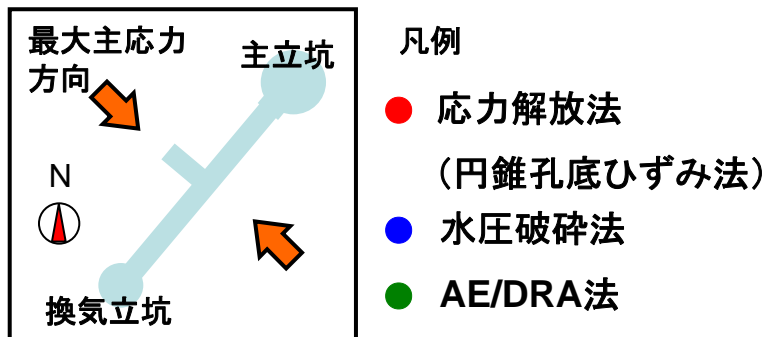 最大主応力
方向
主立坑
N
換気立坑
凡例
応力解放法
（円錐孔底ひずみ法）
水圧破砕法
AE/DRA法